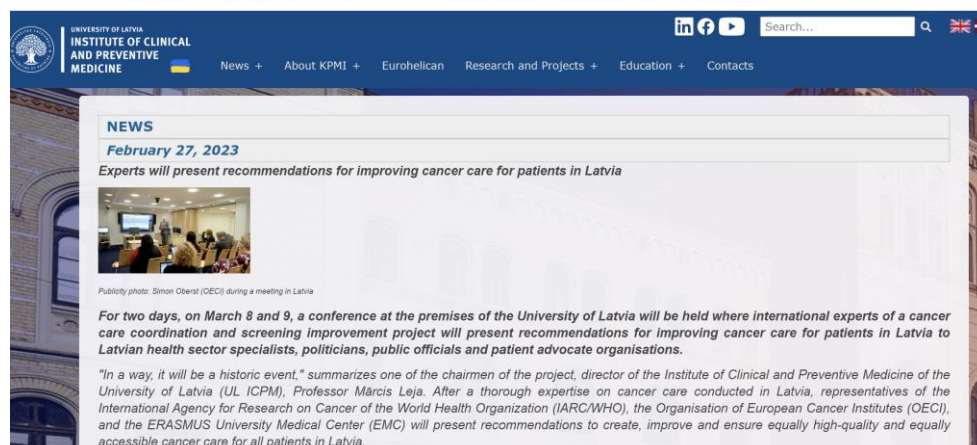 UNIVERSITY OF LATVIA
INSTITUTE OF CLINICAL
AND PREVENTIVE
MEDICINE
Search...
News +
About KPMI +
Eurohelican
Research and Projects +
Education +
Contacts
NEWS
February 27, 2023
Experts will present recommendations for improving cancer care for patients in Latvia
Publicity photo: Simon Oberst (OECI) during a meeting in Latvia
For two days, on March 8 and 9, a conference at the premises of the University of Latvia will be held where international experts of a cancer
care coordination and screening improvement project will present recommendations for improving cancer care for patients in Latvia to
Latvian health sector specialists, politicians, public officials and patient advocate organisations.
"In a way, it will be a historic event," summarizes one of the chairmen of the project, director of the Institute of Clinical and Preventive Medicine of the
University of Latvia (UL ICPM), Professor Mārcis Leja. After a thorough expertise on cancer care conducted in Latvia, representatives of the
International Agency for Research on Cancer of the World Health Organization (IARC/WHO), the Organisation of European Cancer Institutes (OECI),
and the ERASMUS University Medical Center (EMC) will present recommendations to create, improve and ensure equally high-quality and equally
accessible cancer care for all patients in Latvia.